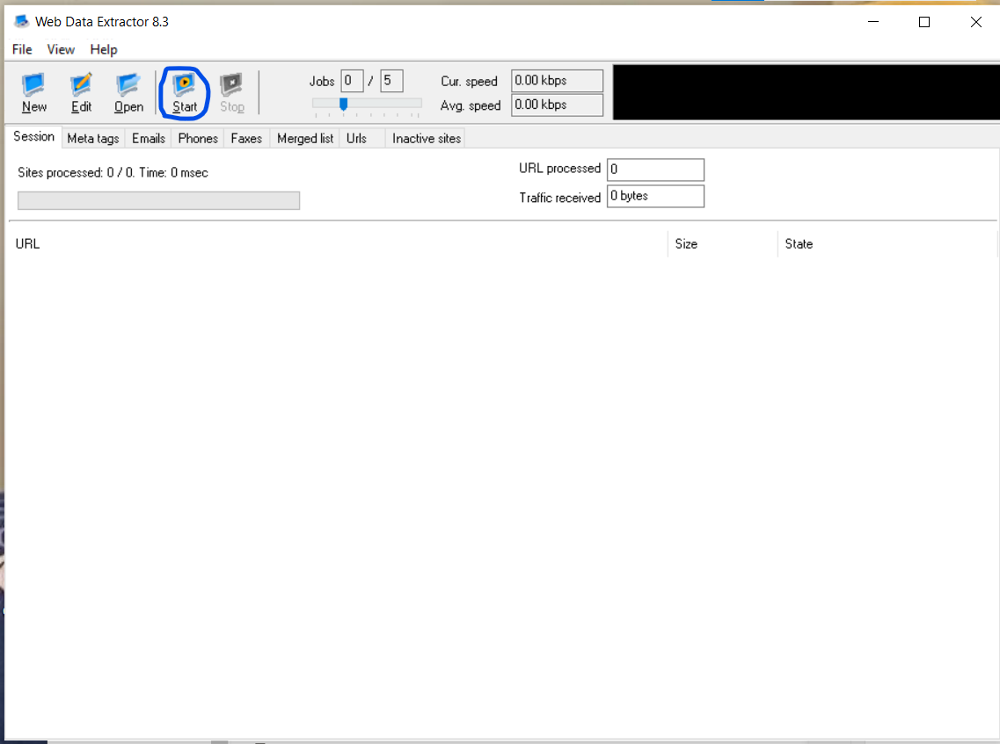 Web Data Extractor 8.3
File View Help
New Edit Open Start Stop
Jobs 0 / 5
Cur. speed 0.00 kbps
Avg. speed 0.00 kbps
Session Meta tags Emails Phones Faxes Merged list Urls Inactive sites
Sites processed: 0 / 0. Time: 0 msec
URL processed 0
Traffic received 0 bytes
URL Size State